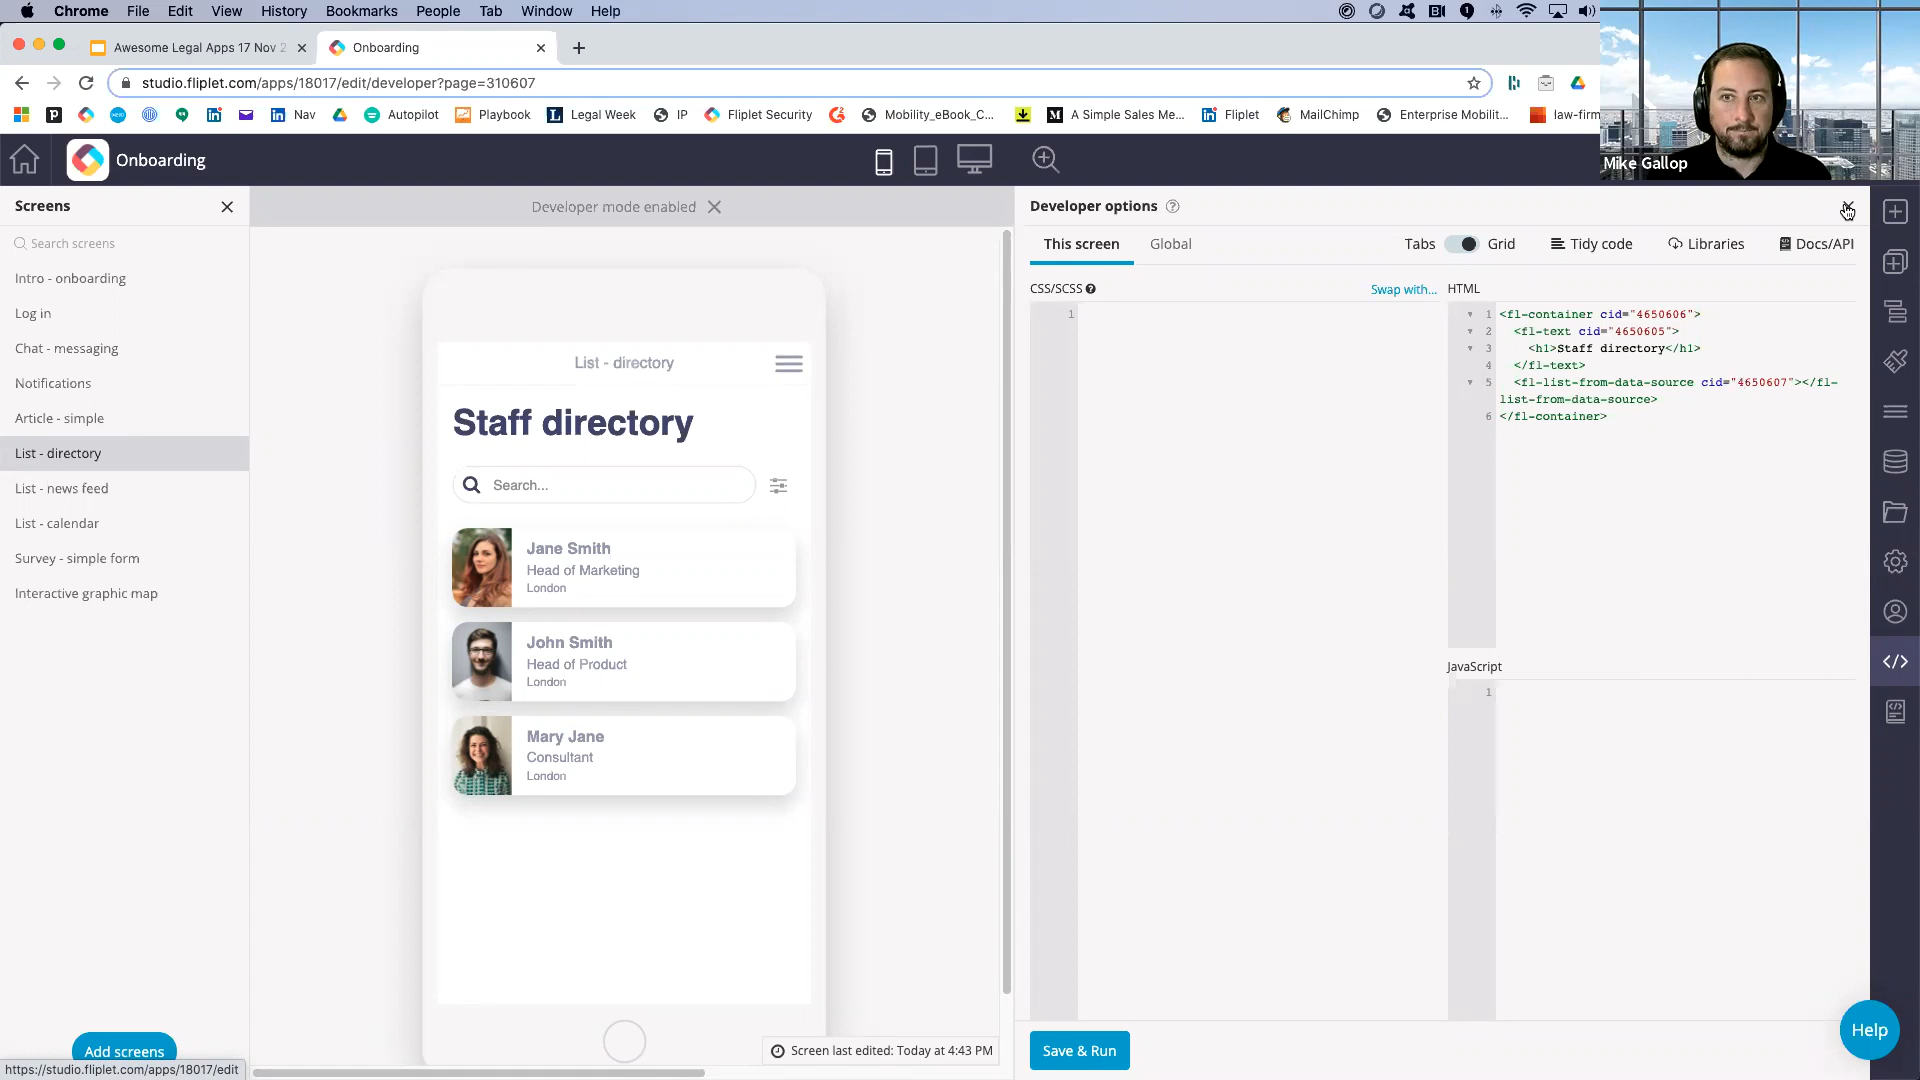 Chrome File Edit View History Bookmarks People Tab Window Help
Awesome Legal Apps 17 Nov 2
Onboarding
studio.fliplet.com/apps/18017/edit/developer?page=310607
Nav Autopilot Playbook Legal Week IP Fliplet Security Mobility_eBook_C... A Simple Sales Me... Fliplet MailChimp Enterprise Mobilit... law-firm
Mike Gallop
Onboarding
Screens
Developer mode enabled
Developer options
Search screens
This screen Global Tabs Grid Tidy code Libraries Docs/API
Intro - onboarding
Log in
Chat - messaging
Notifications
Article - simple
List - directory
List - news feed
List - calendar
Survey - simple form
Interactive graphic map
Add screens
https://studio.fliplet.com/apps/18017/edit
List - directory
Staff directory
Search...
Jane Smith
Head of Marketing
London
John Smith
Head of Product
London
Mary Jane
Consultant
London
Screen last edited: Today at 4:43 PM
CSS/SCSS
Swap with...
1
HTML
1 <fl-container cid="4650606">
2 <fl-text cid="4650605">
3 <h1>Staff directory</h1>
4 </fl-text>
5 <fl-list-from-data-source cid="4650607"></fl-
list-from-data-source>
6 </fl-container>
JavaScript
1
Save & Run
Help